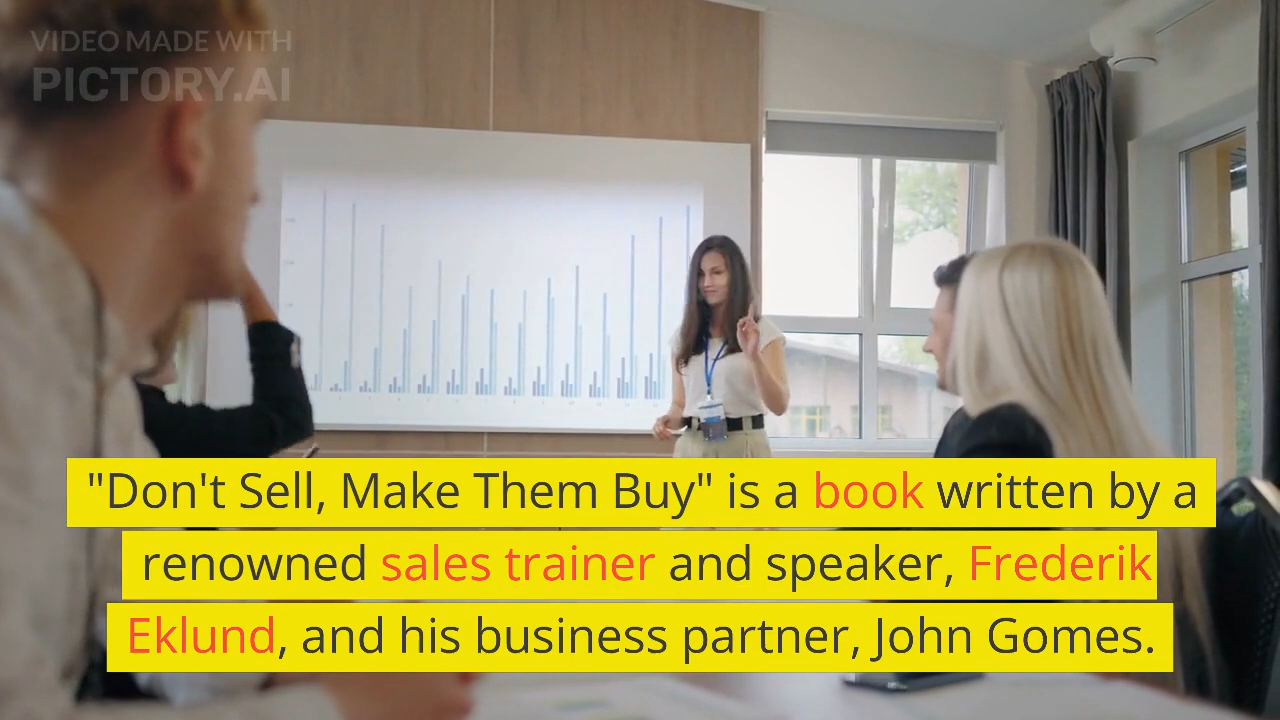 VIDEO MADE WITH
PICTORY.AI
"Don't Sell, Make Them Buy" is a book written by a
renowned sales trainer and speaker, Frederik
Eklund, and his business partner, John Gomes.